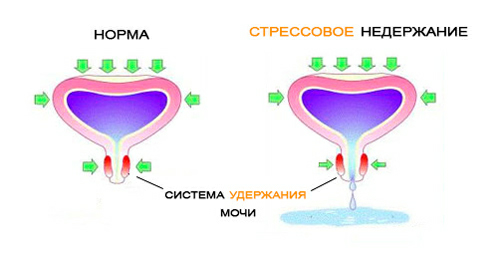 НОРМА
СТРЕССОВОЕ НЕДЕРЖАНИЕ
СИСТЕМА УДЕРЖАНИЯ
МОЧИ